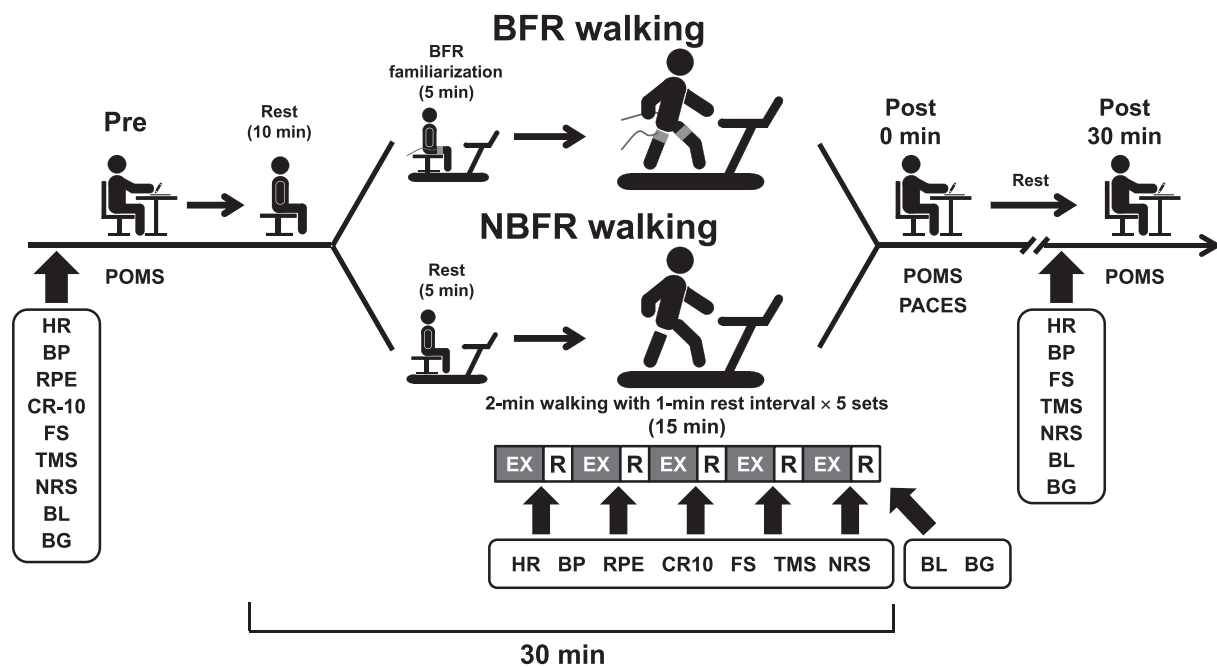 BFR walking
BFR
familiarization
(5 min)
Pre
Rest
(10 min)
Post
0 min
Post
30 min
Rest
NBFR walking
Rest
(5 min)
POMS
POMS
PACES
POMS
HR
BP
RPE
CR-10
FS
TMS
NRS
BL
BG
HR
BP
FS
TMS
NRS
BL
BG
2-min walking with 1-min rest interval × 5 sets
(15 min)
EX R EX R EX R EX R EX R
HR BP RPE CR10 FS TMS NRS
BL BG
30 min